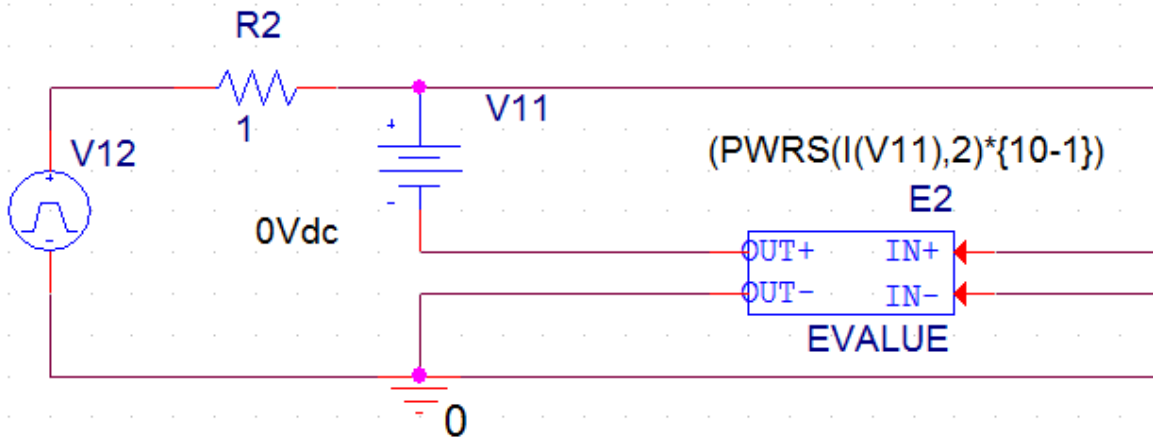 R2
1
V12
V11
0Vdc
(PWRS(I(V11),2)*{10-1})
E2
OUT+ IN+
OUT- IN-
EVALUE
0